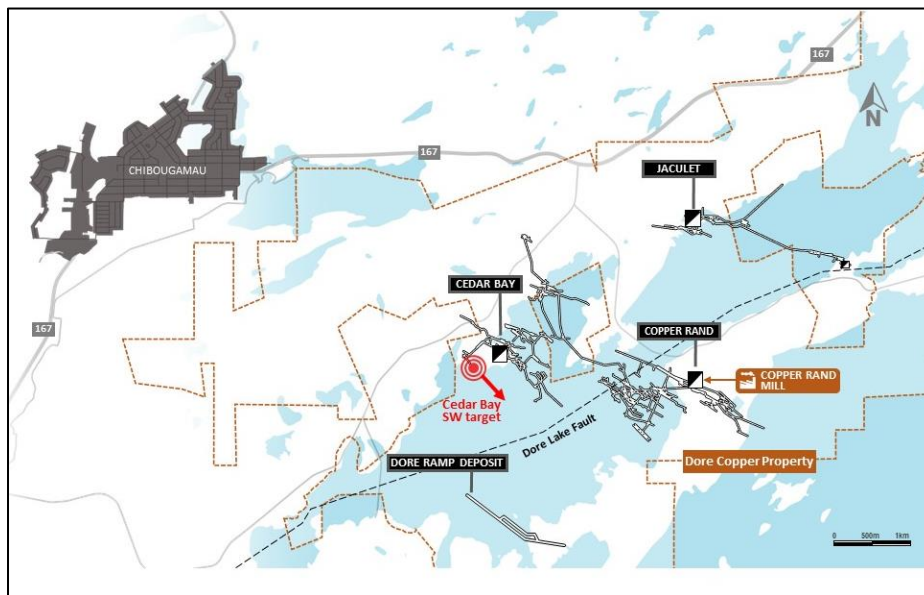 167
N
CHIBOUGAMAU
167
JACULET
CEDAR BAY
COPPER RAND
167
COPPER RAND
MILL
Cedar Bay
SW target
Dore Lake Fault
DORE RAMP DEPOSIT
Dore Copper Property
0 500m 1km